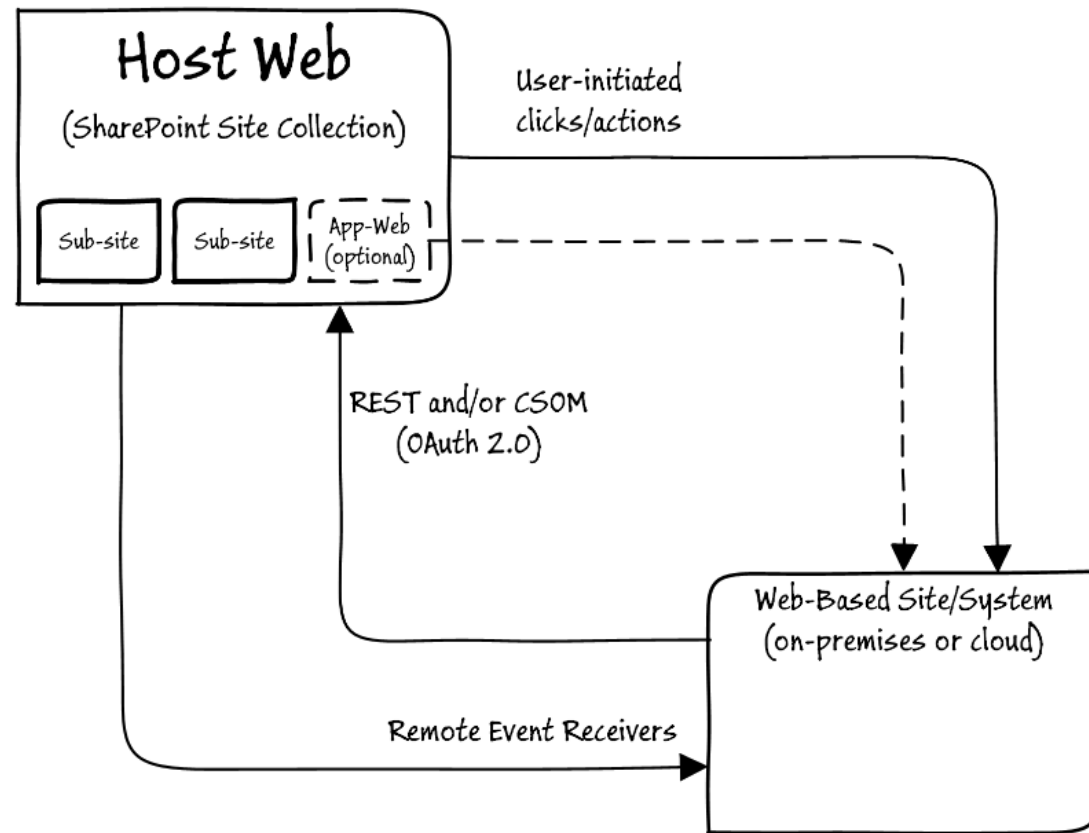 Host Web
(SharePoint Site Collection)
Sub-site
Sub-site
App-Web
(optional)
User-initiated
clicks/actions
REST and/or CSOM
(OAuth 2.0)
Web-Based Site/System
(on-premises or cloud)
Remote Event Receivers